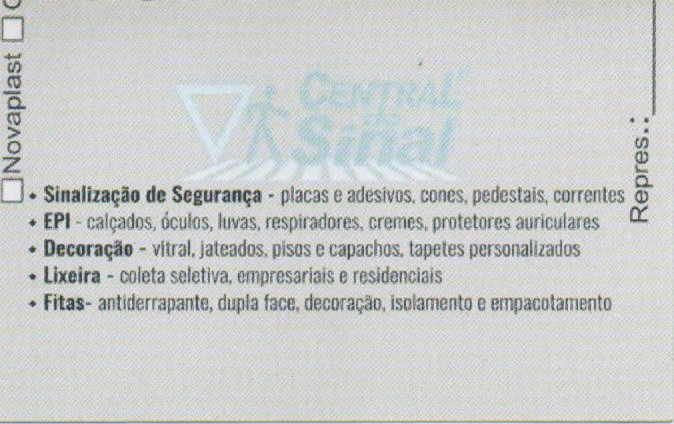 Novaplast
CENTRAL
Sinal
• Sinalização de Segurança - placas e adesivos, cones, pedestais, correntes
• EPI - calçados, óculos, luvas, respiradores, cremes, protetores auriculares
• Decoração - vitral, jateados, pisos e capachos, tapetes personalizados
• Lixeira - coleta seletiva, empresariais e residenciais
• Fitas- antiderrapante, dupla face, decoração, isolamento e empacotamento
Repres.: